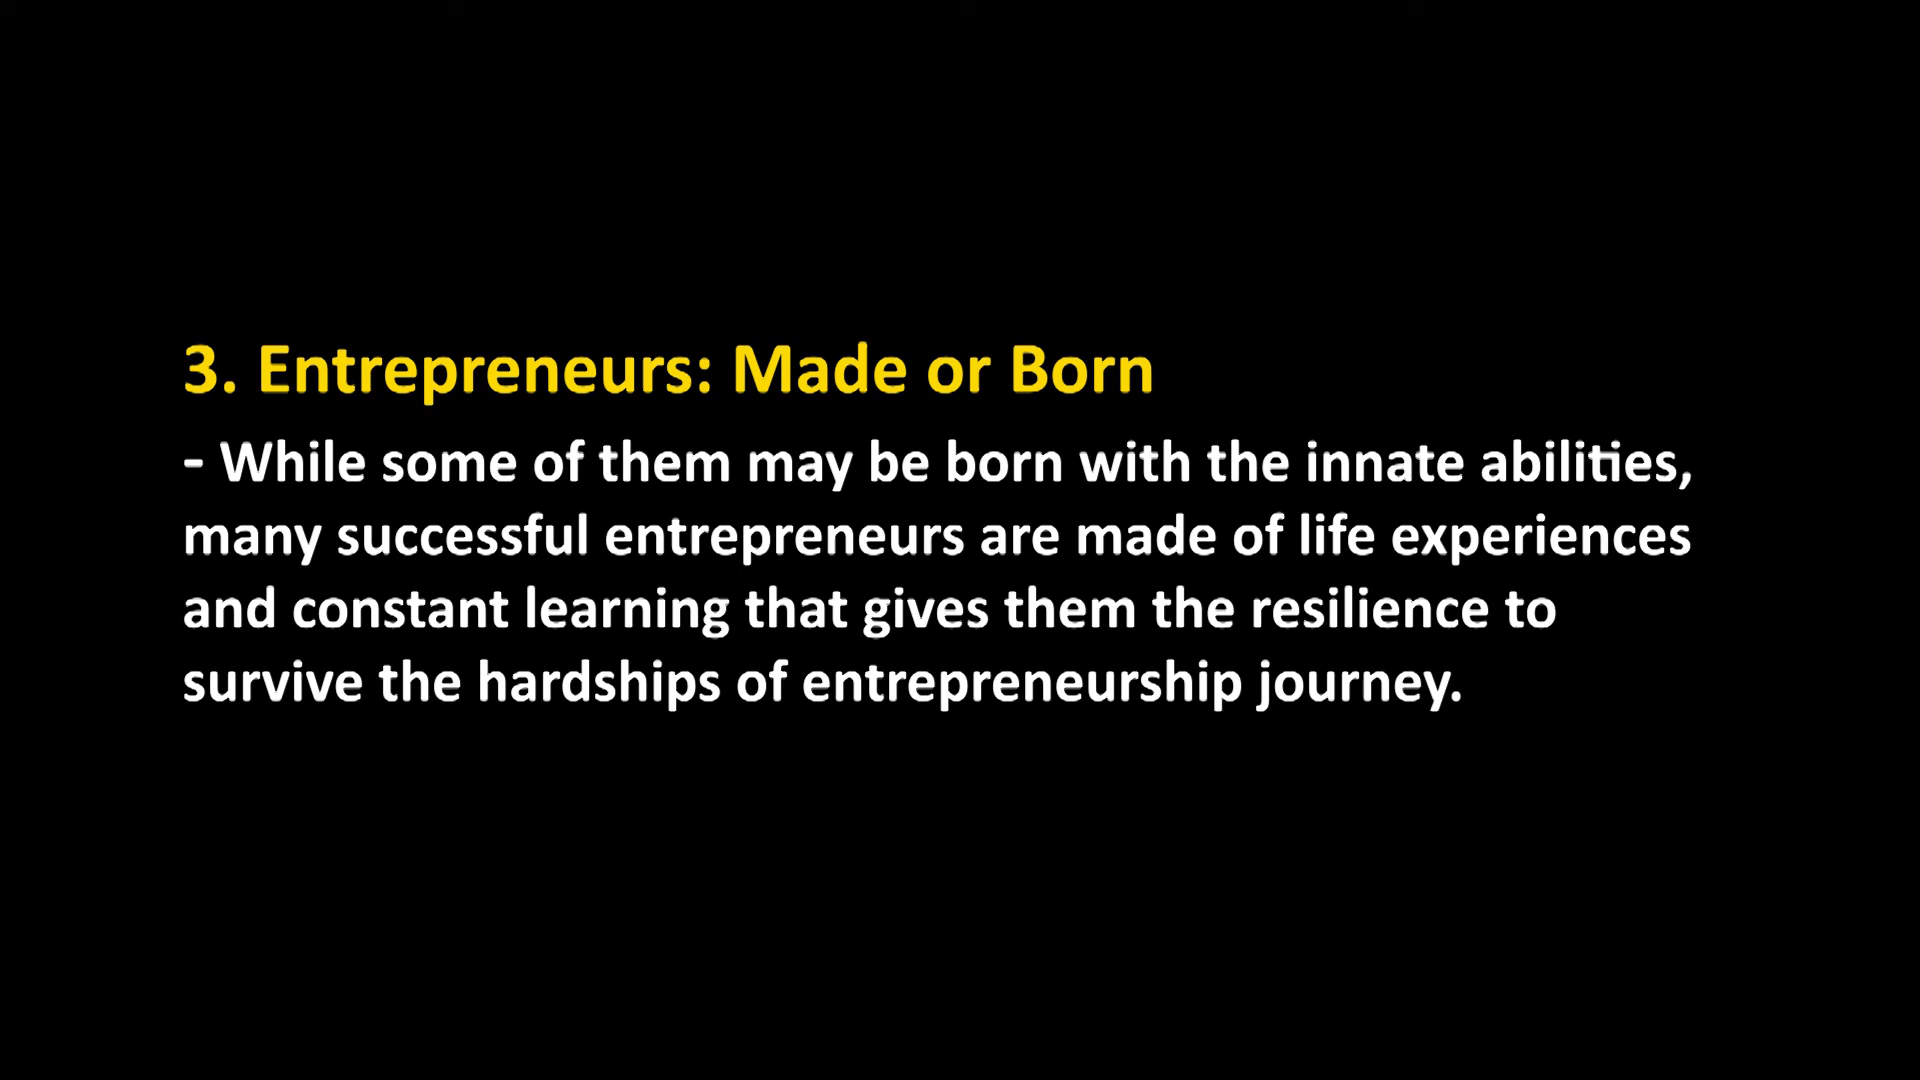 3. Entrepreneurs: Made or Born
- While some of them may be born with the innate abilities,
many successful entrepreneurs are made of life experiences
and constant learning that gives them the resilience to
survive the hardships of entrepreneurship journey.